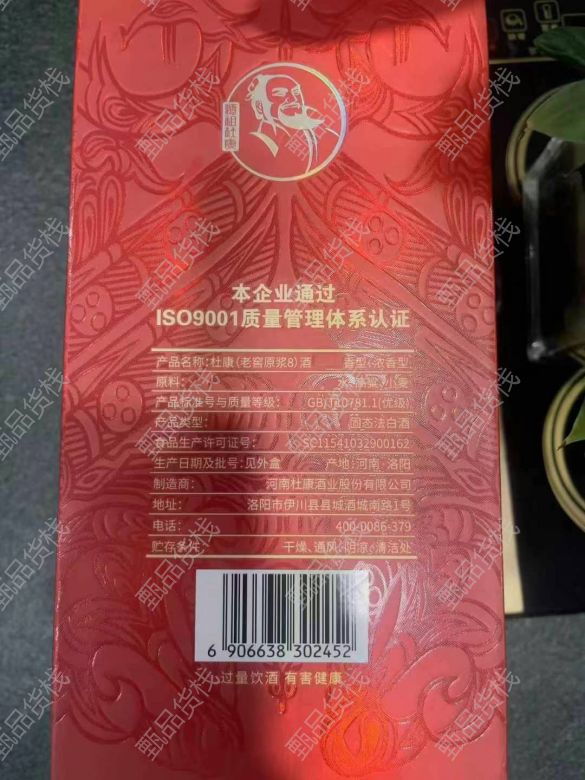 酒祖杜康
本企业通过
ISO9001质量管理体系认证
产品名称:杜康(老窖原浆8)酒 香型:浓香型
原料: 水 小麦
产品标准号与质量等级: GB/T10781.1(优级)
产品类型: 固态法白酒
食品生产许可证号: SC11541032900162
生产日期及批号:见外盒 产地:河南·洛阳
制造商: 河南杜康酒业股份有限公司
地址: 洛阳市伊川县县城酒城南路1号
电话: 400-0086-379
贮存条件: 干燥、通风、阴凉、清洁处
6 906638 302452
过量饮酒 有害健康
甄品货栈